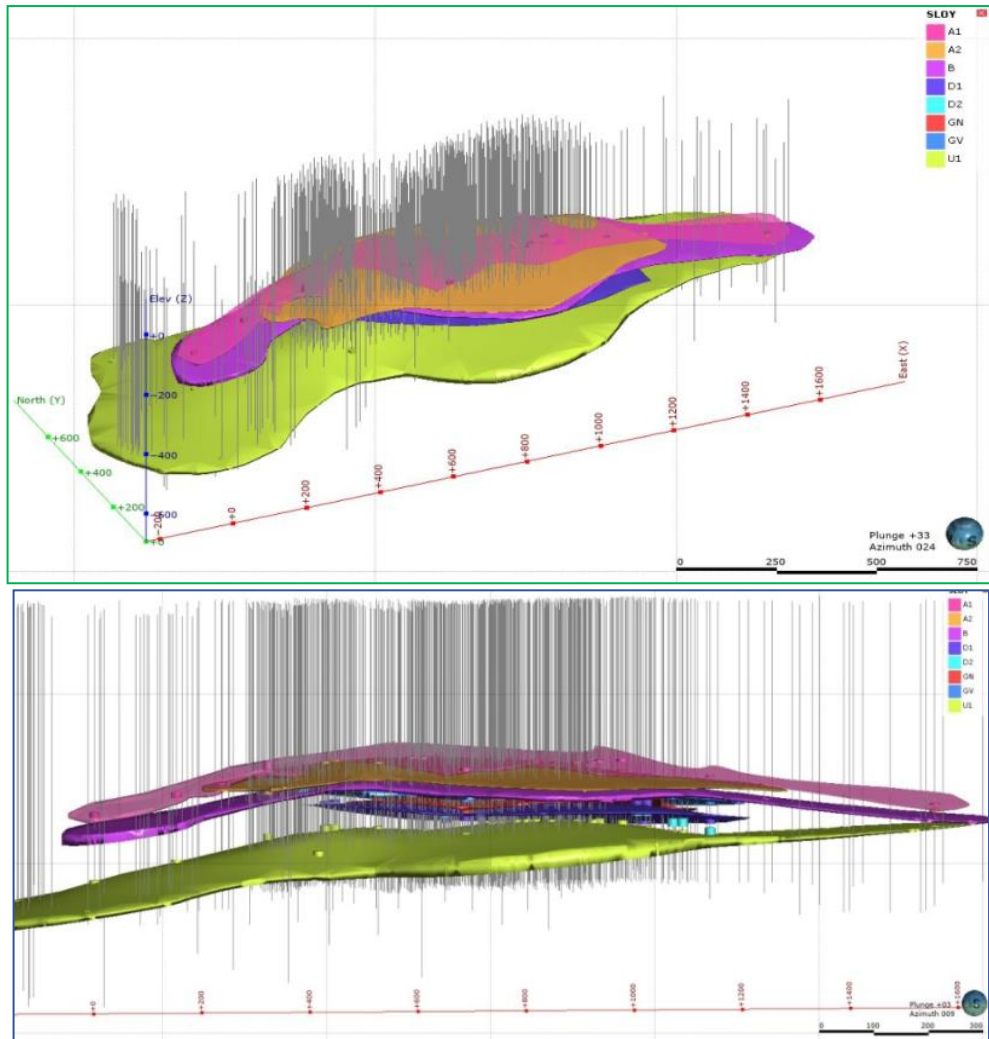 SLOY
A1
A2
B
D1
D2
GN
GV
U1
Elev (Z)
+0
-200
-400
-600
+0
North (Y)
+600
+400
+200
-200
+0
+200
+400
+600
+800
+1000
+1200
+1400
+1600
East (X)
Plunge +33
Azimuth 024
0 250 500 750
A1
A2
B
D1
D2
GN
GV
U1
+0 +200 +400 +600 +800 +1000 +1200 +1400 +1600
Plunge +03
Azimuth 009
0 100 200 300